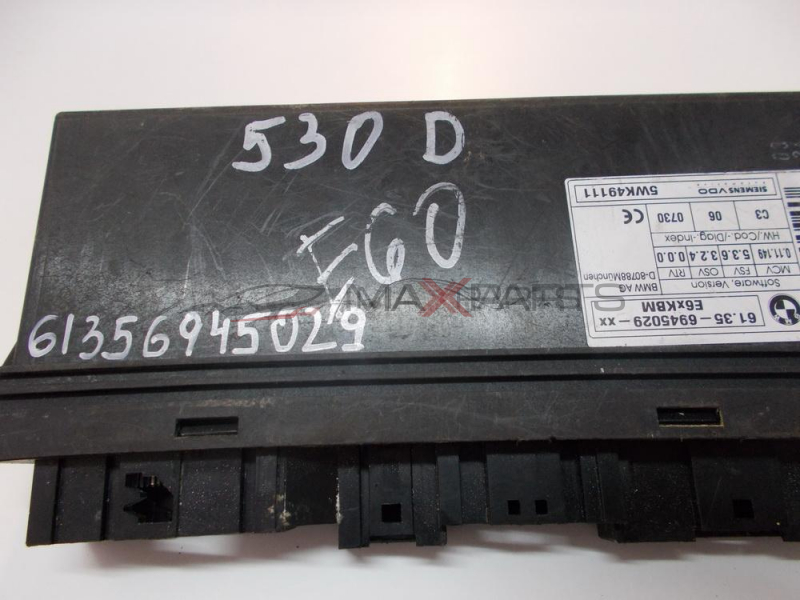 530 D
E60
61356945029
MAXPARTS
61.35-6945029-xx
E6xKBM
BMW AG
D-80788München
Software. Version
MCV FSV OSV RTV
0.11.149 5.3.6 3.2.4 0.0.0
HW./Cod.-/Diag.-Index
C3 06 0730 CE
SIEMENS VDO
5WK49111